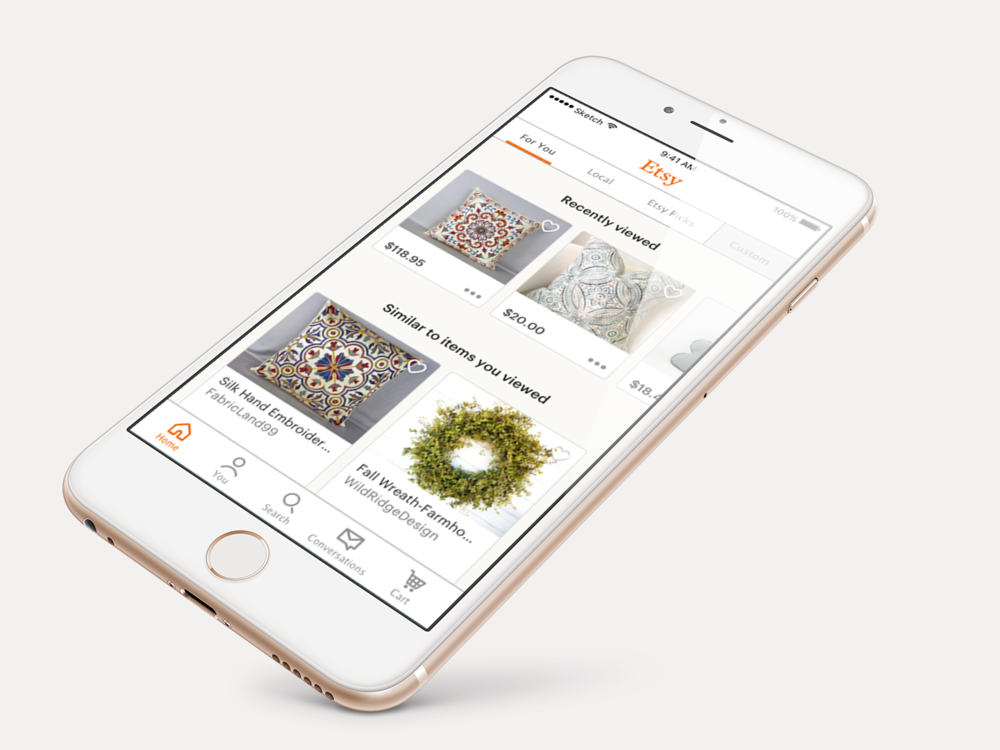 Sketch
9:41 AM
100%
Etsy
For You
Local
Etsy Picks
Custom
Recently viewed
$118.95
$20.00
$18.4
Similar to items you viewed
Silk Hand Embroider...
FabricLand99
Fall Wreath-Farmho...
WildRidgeDesign
Home
You
Search
Conversations
Cart